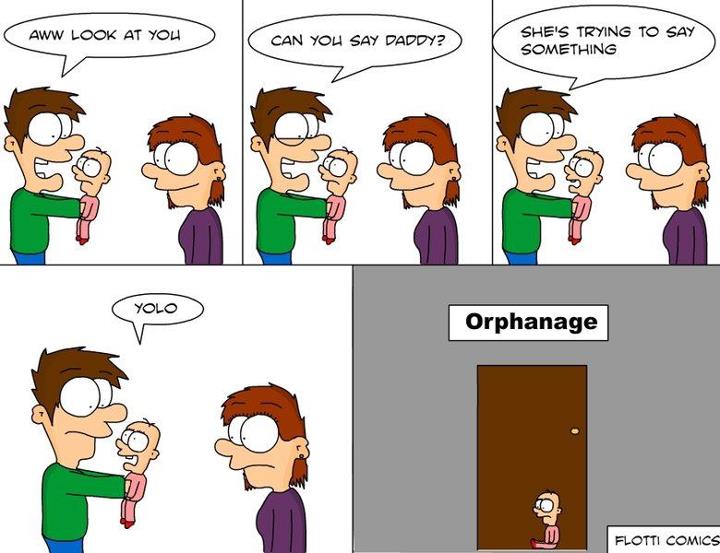 AWW LOOK AT YOU
CAN YOU SAY DADDY?
SHE'S TRYING TO SAY
SOMETHING
YOLO
Orphanage
FLOTTI COMICS